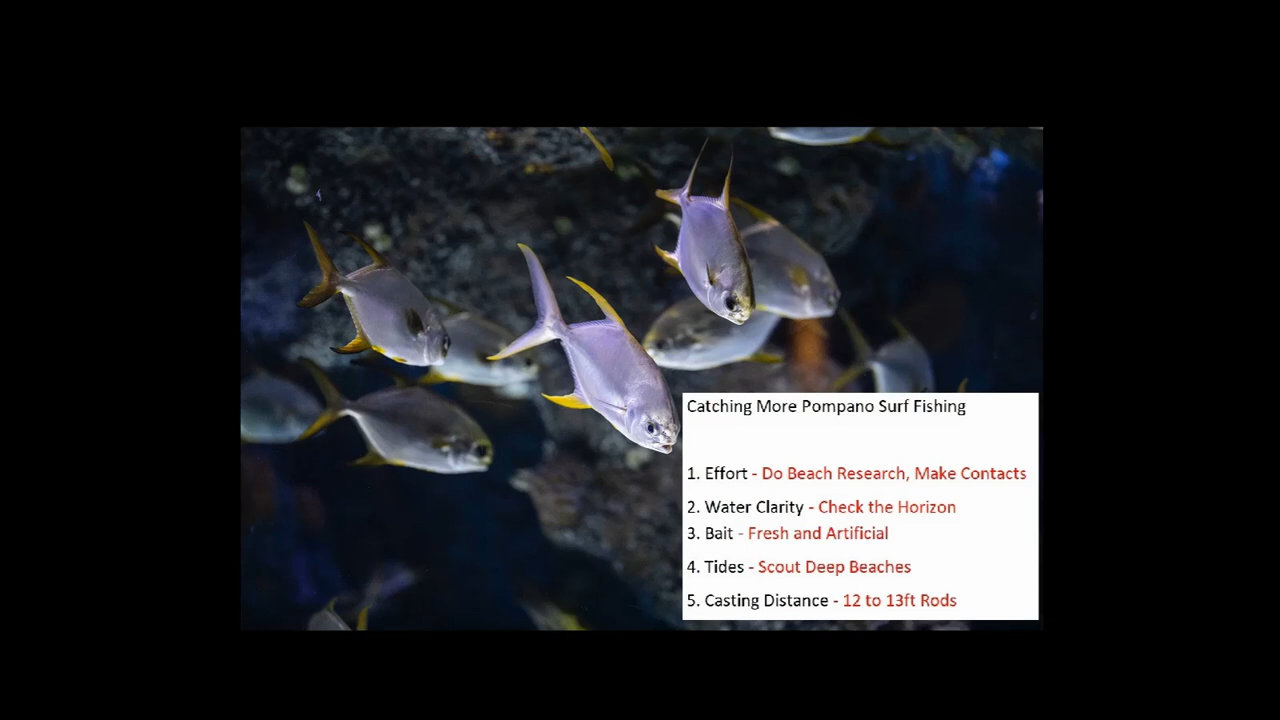 Catching More Pompano Surf Fishing
1. Effort - Do Beach Research, Make Contacts
2. Water Clarity - Check the Horizon
3. Bait - Fresh and Artificial
4. Tides - Scout Deep Beaches
5. Casting Distance - 12 to 13ft Rods